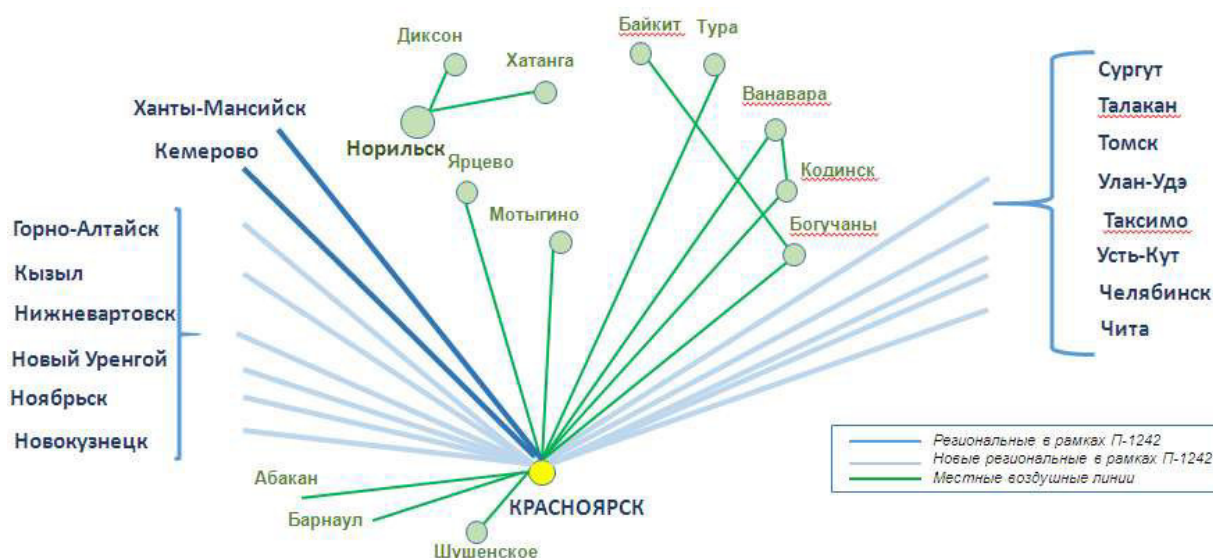 Байкит
Тура
Диксон
Хатанга
Сургут
Ванавара
Талакан
Ханты-Мансийск
Норильск
Томск
Кемерово
Ярцево
Кодинск
Улан-Удэ
Мотыгино
Богучаны
Таксимо
Горно-Алтайск
Усть-Кут
Кызыл
Челябинск
Нижневартовск
Чита
Новый Уренгой
Ноябрьск
Новокузнецк
Региональные в рамках П-1242
Новые региональные в рамках П-1242
Местные воздушные линии
Абакан
КРАСНОЯРСК
Барнаул
Шушенское